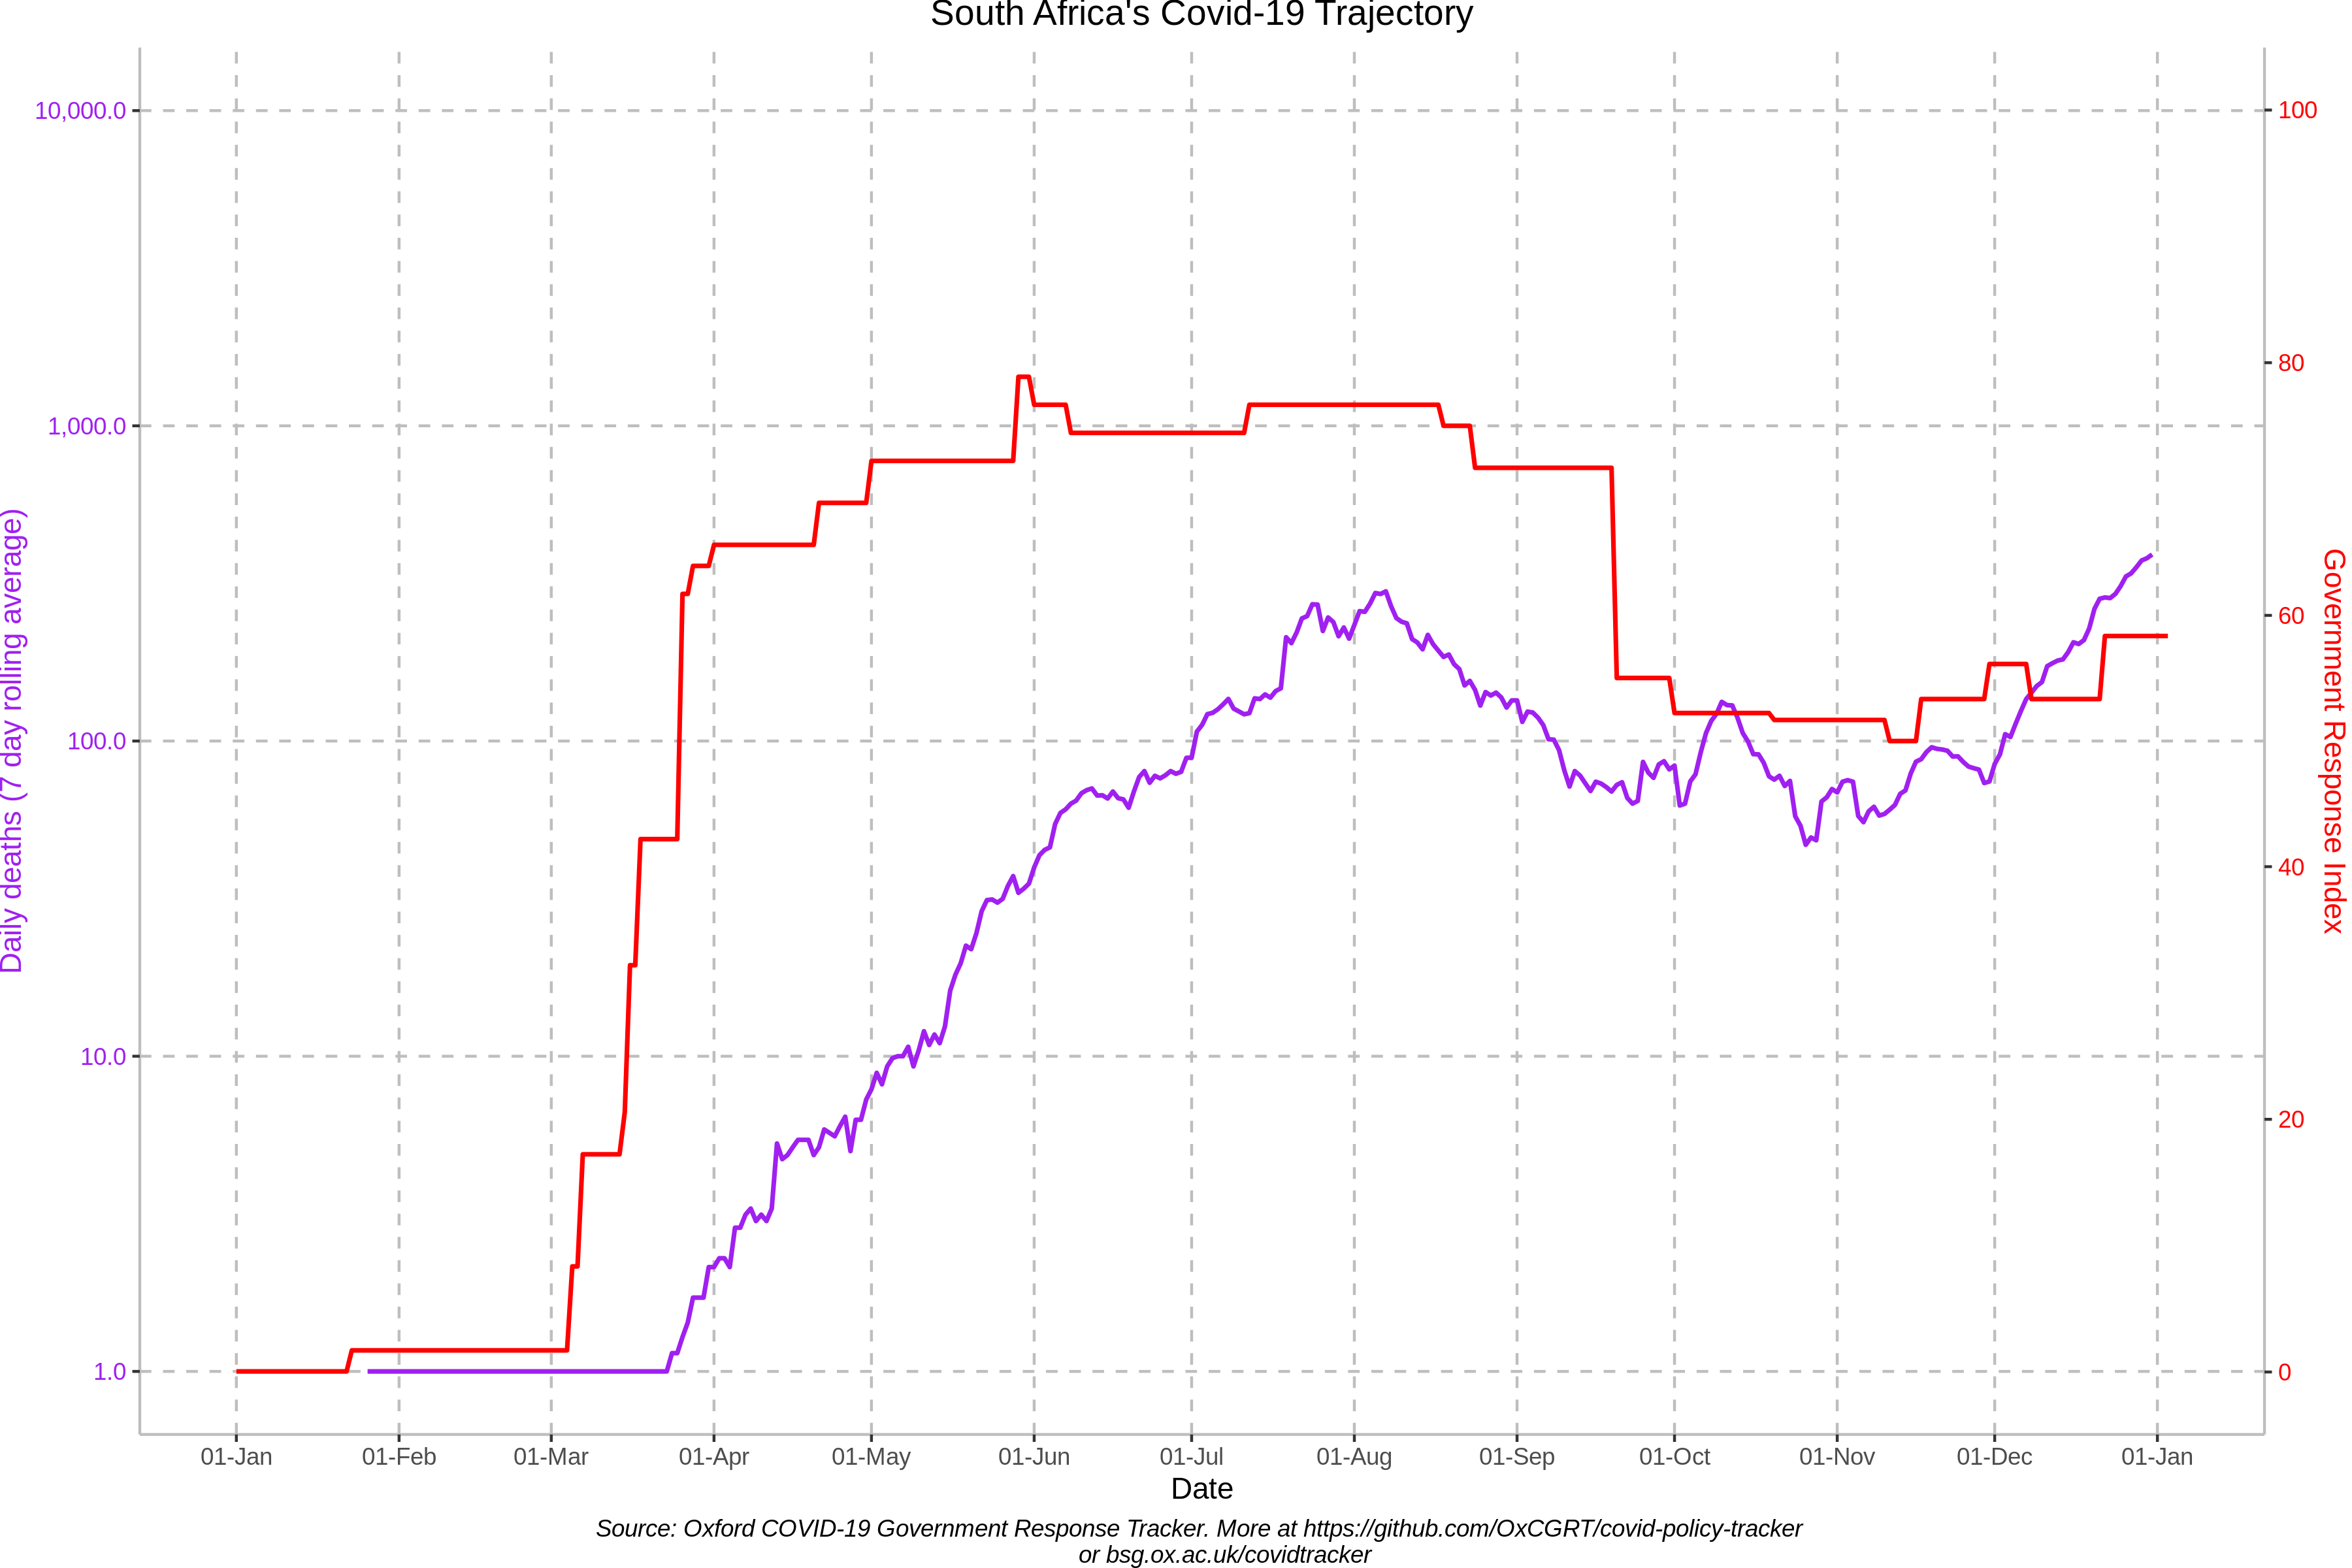 South Africa's Covid-19 Trajectory
10,000.0
1,000.0
100.0
10.0
1.0
Daily deaths (7 day rolling average)
100
80
60
40
20
0
Government Response Index
01-Jan 01-Feb 01-Mar 01-Apr 01-May 01-Jun 01-Jul 01-Aug 01-Sep 01-Oct 01-Nov 01-Dec 01-Jan
Date
Source: Oxford COVID-19 Government Response Tracker. More at https://github.com/OxCGRT/covid-policy-tracker
or bsg.ox.ac.uk/covidtracker